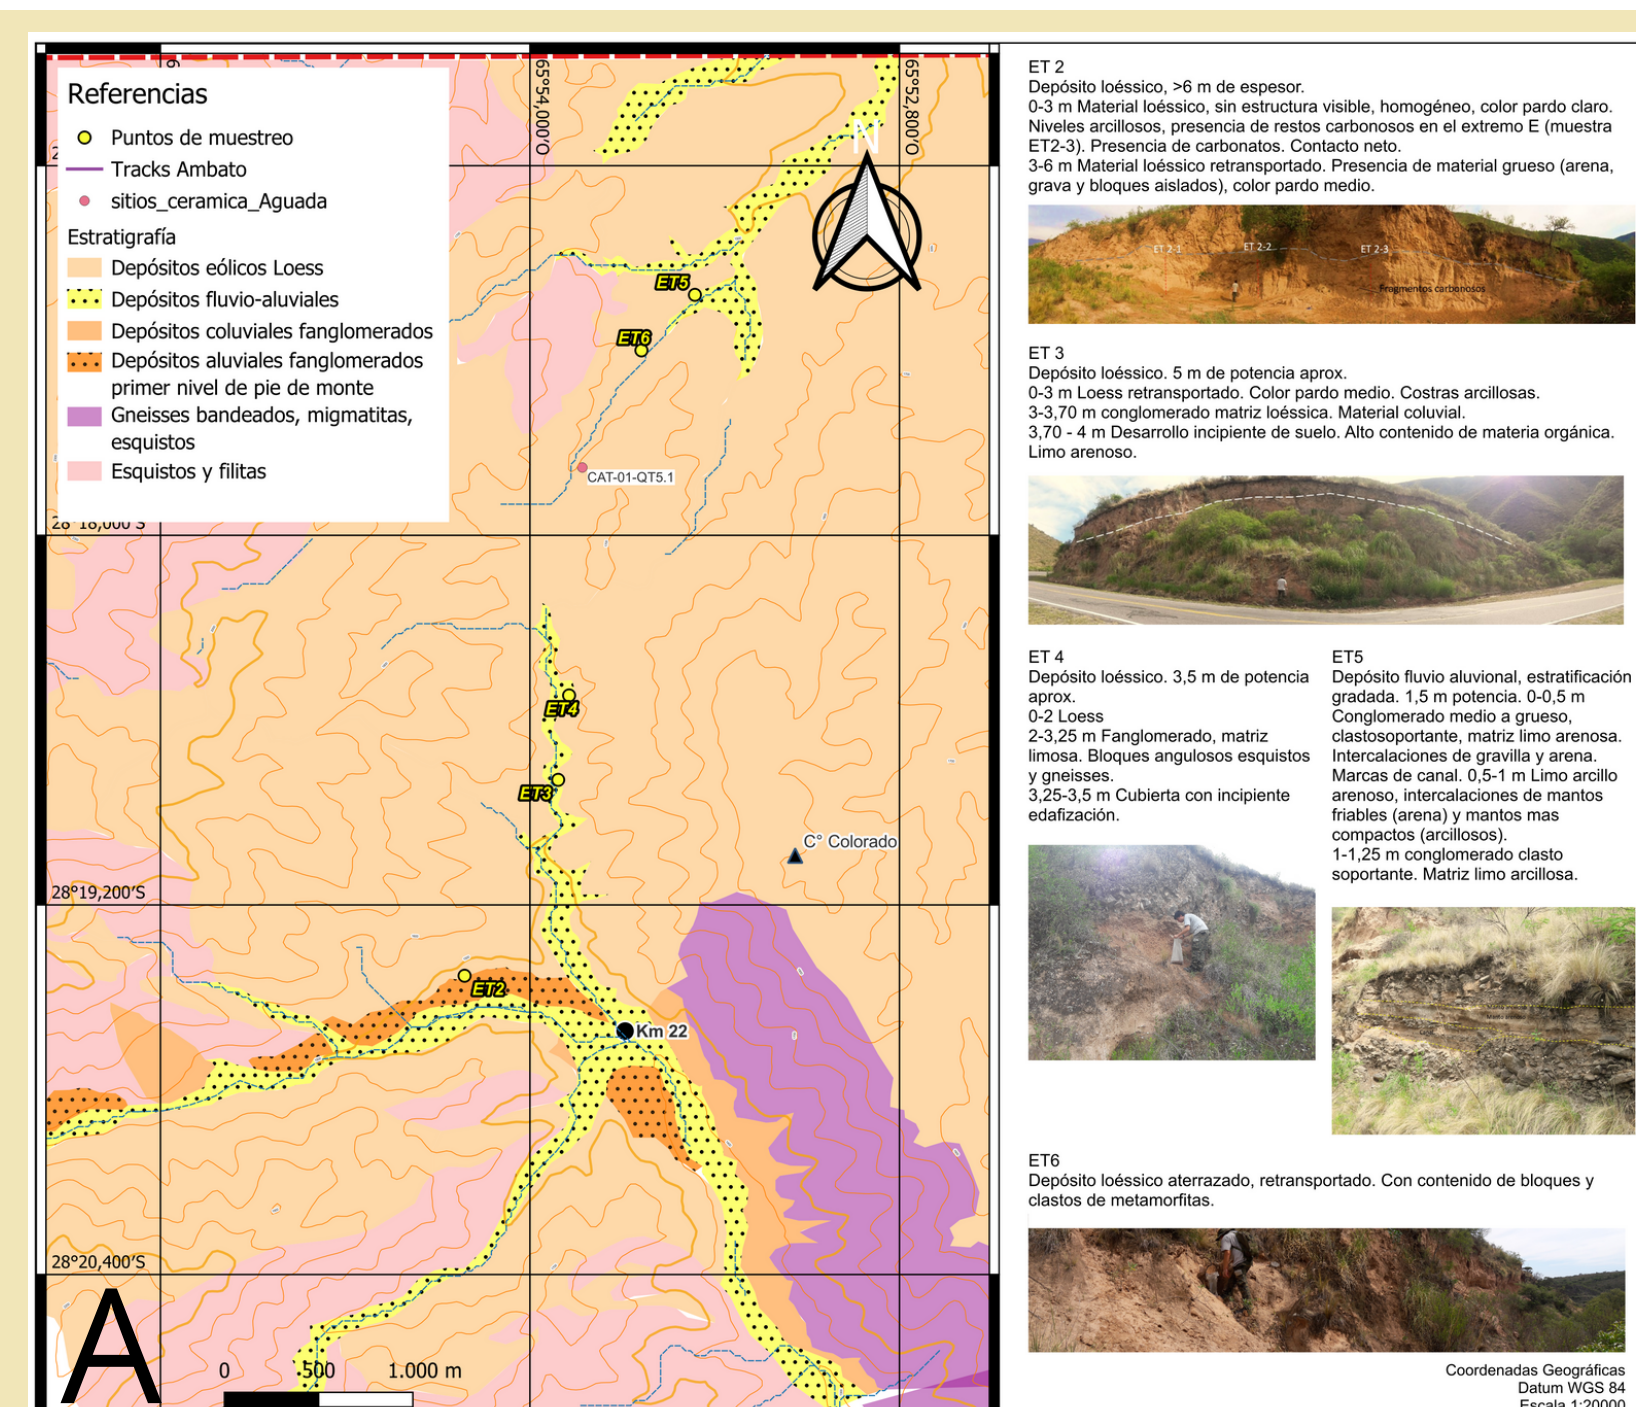 Referencias
Puntos de muestreo
Tracks Ambato
sitios_ceramica_Aguada
Estratigrafía
Depósitos eólicos Loess
Depósitos fluvio-aluviales
Depósitos coluviales fanglomerados
Depósitos aluviales fanglomerados
primer nivel de pie de monte
Gneisses bandeados, migmatitas,
esquistos
Esquistos y filitas
65°54,000'O
65°52,800'O
N
ET5
ET6
CAT-01-QT5.1
28°18,000'S
ET4
ET3
C° Colorado
28°19,200'S
ET2
Km 22
28°20,400'S
A
0 500 1.000 m
ET 2
Depósito loéssico, >6 m de espesor.
0-3 m Material loéssico, sin estructura visible, homogéneo, color pardo claro.
Niveles arcillosos, presencia de restos carbonosos en el extremo E (muestra
ET2-3). Presencia de carbonatos. Contacto neto.
3-6 m Material loéssico retransportado. Presencia de material grueso (arena,
grava y bloques aislados), color pardo medio.
ET 2-1
ET 2-2
ET 2-3
Fragmentos carbonosos
ET 3
Depósito loéssico. 5 m de potencia aprox.
0-3 m Loess retransportado. Color pardo medio. Costras arcillosas.
3-3,70 m conglomerado matriz loéssica. Material coluvial.
3,70 - 4 m Desarrollo incipiente de suelo. Alto contenido de materia orgánica.
Limo arenoso.
ET 4
Depósito loéssico. 3,5 m de potencia
aprox.
0-2 Loess
2-3,25 m Fanglomerado, matriz
limosa. Bloques angulosos esquistos
y gneisses.
3,25-3,5 m Cubierta con incipiente
edafización.
ET5
Depósito fluvio aluvional, estratificación
gradada. 1,5 m potencia. 0-0,5 m
Conglomerado medio a grueso,
clastosoportante, matriz limo arenosa.
Intercalaciones de gravilla y arena.
Marcas de canal. 0,5-1 m Limo arcillo
arenoso, intercalaciones de mantos
friables (arena) y mantos mas
compactos (arcillosos).
1-1,25 m conglomerado clasto
soportante. Matriz limo arcillosa.
ET6
Depósito loéssico aterrazado, retransportado. Con contenido de bloques y
clastos de metamorfitas.
Coordenadas Geográficas
Datum WGS 84
Escala 1:20000